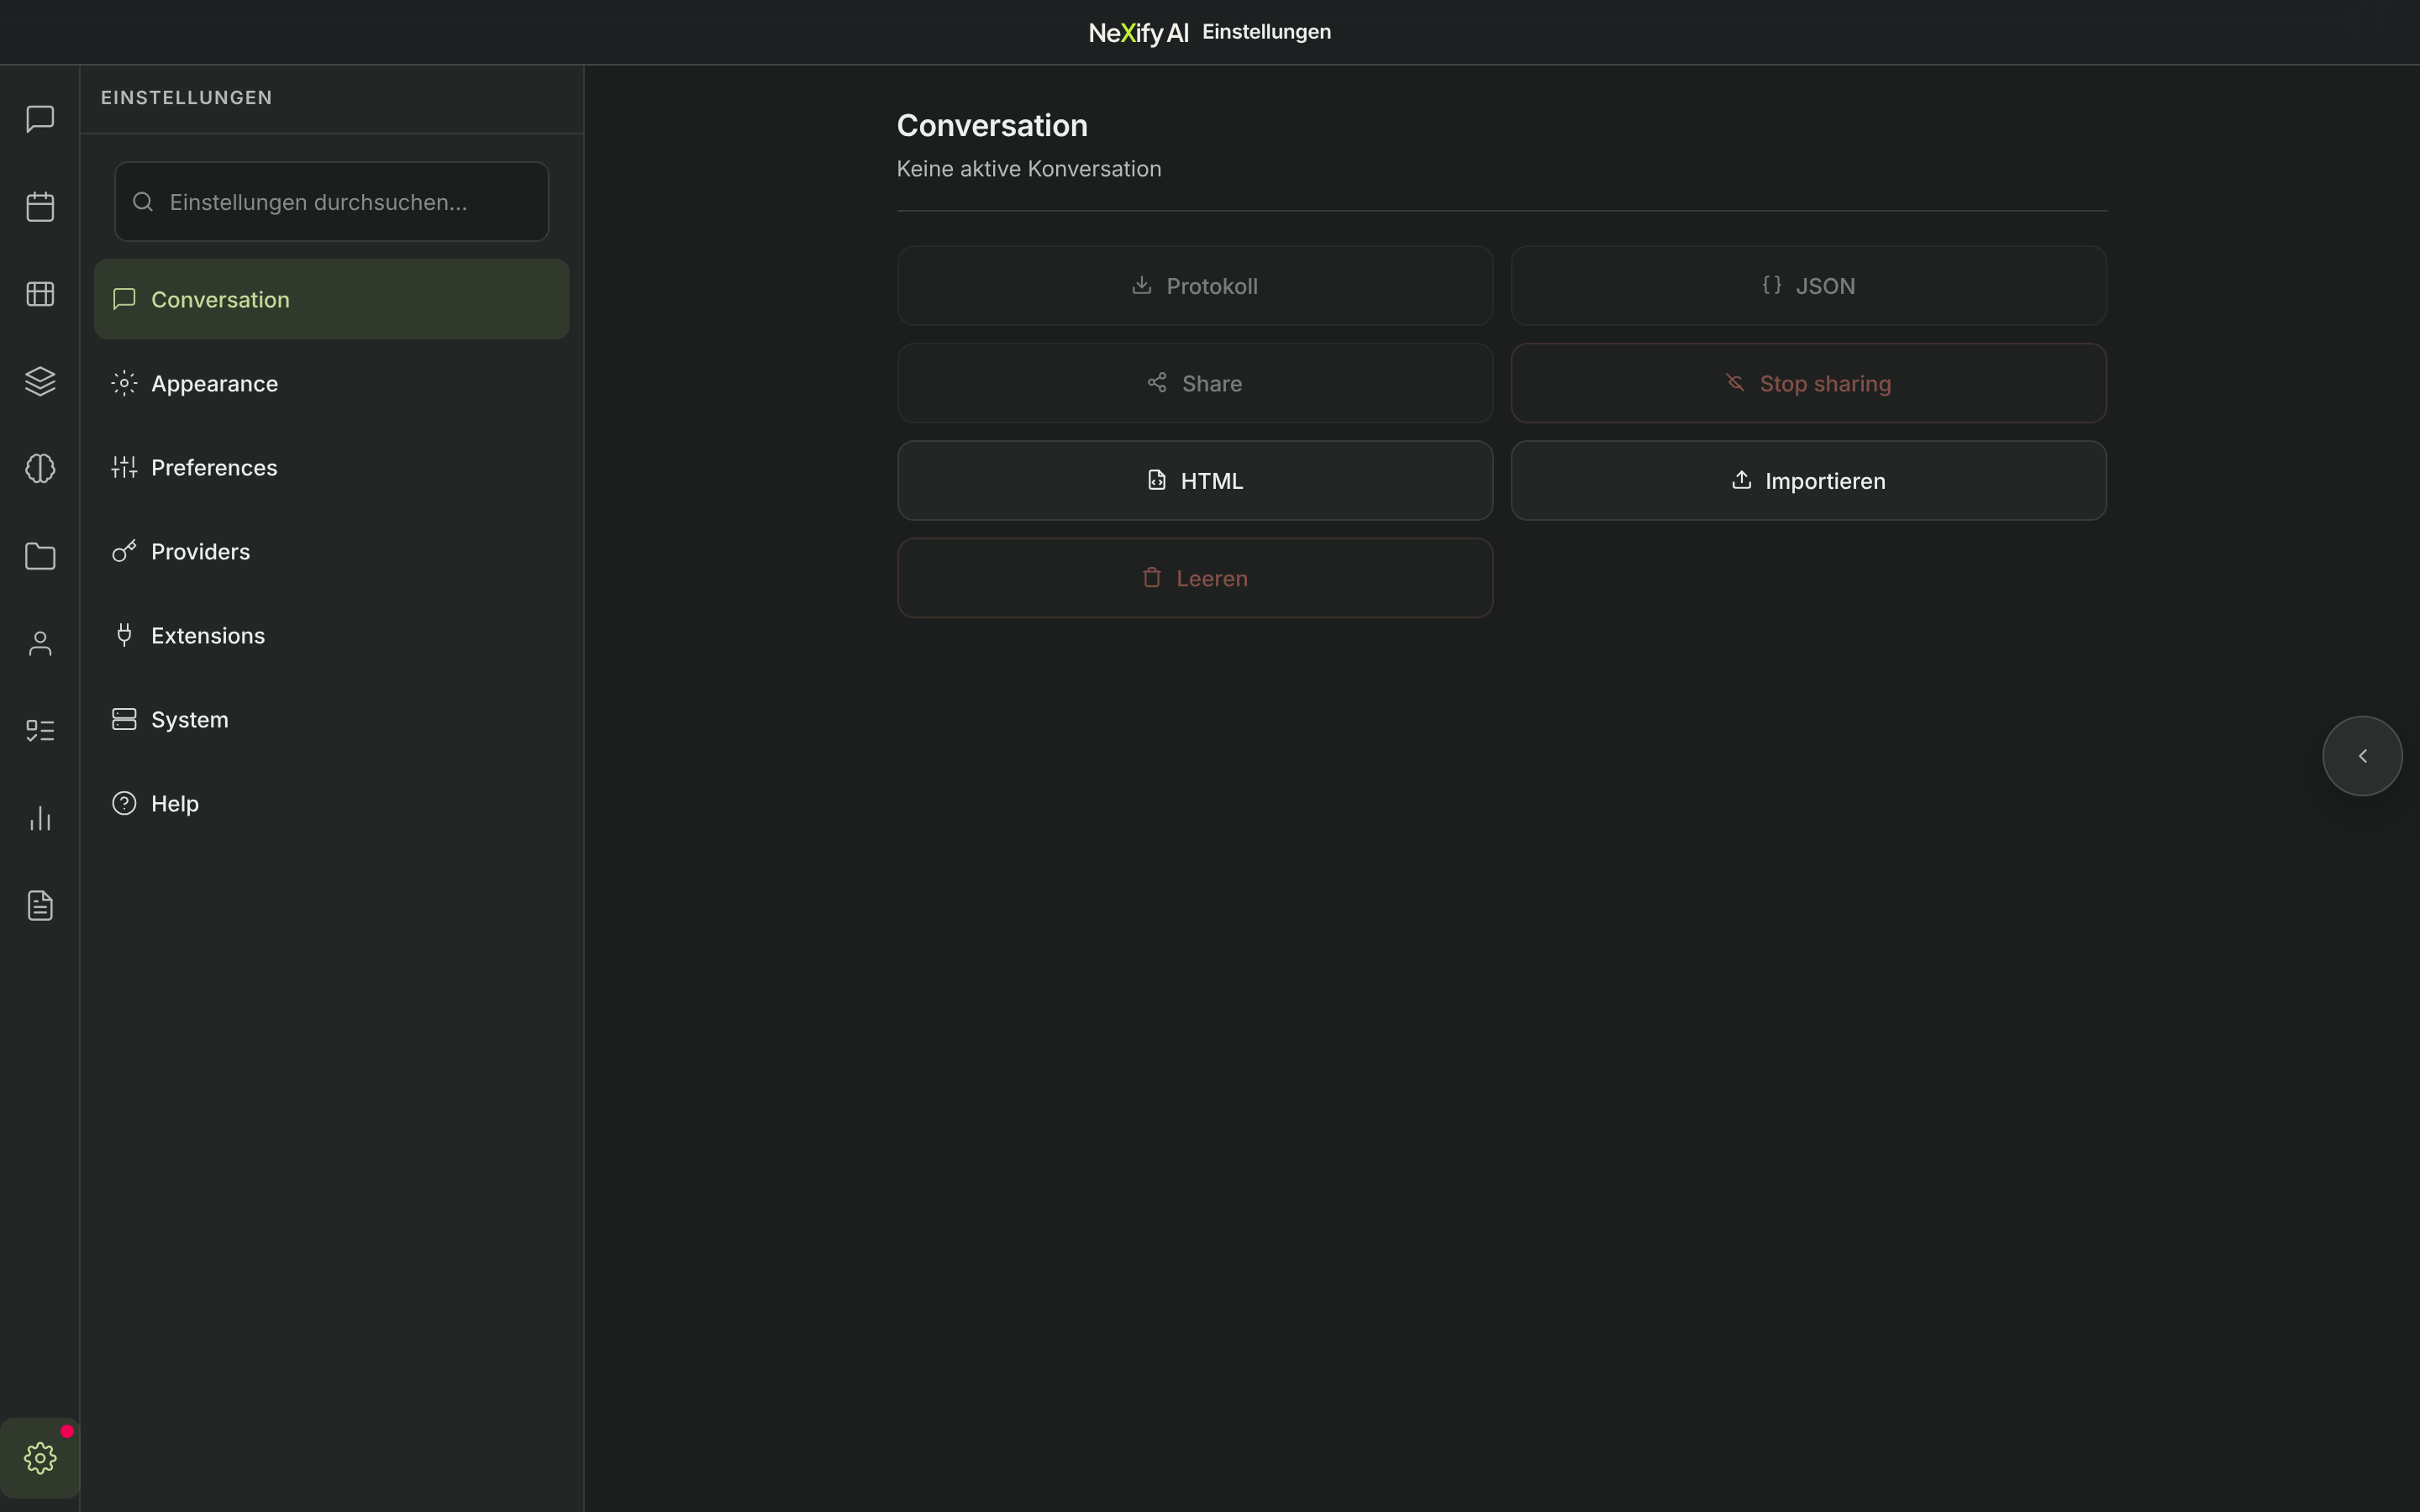 NeXify AI Einstellungen
EINSTELLUNGEN
Einstellungen durchsuchen...
Conversation
Appearance
Preferences
Providers
Extensions
System
Help
Conversation
Keine aktive Konversation
Protokoll
JSON
Share
Stop sharing
HTML
Importieren
Leeren